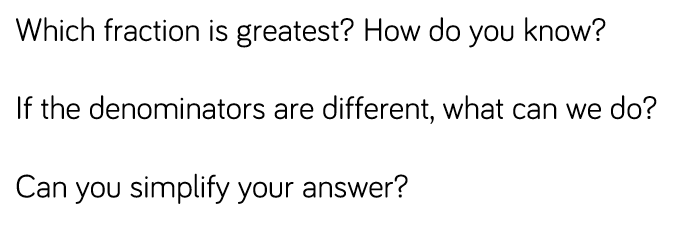 Which fraction is greatest? How do you know?
If the denominators are different, what can we do?
Can you simplify your answer?